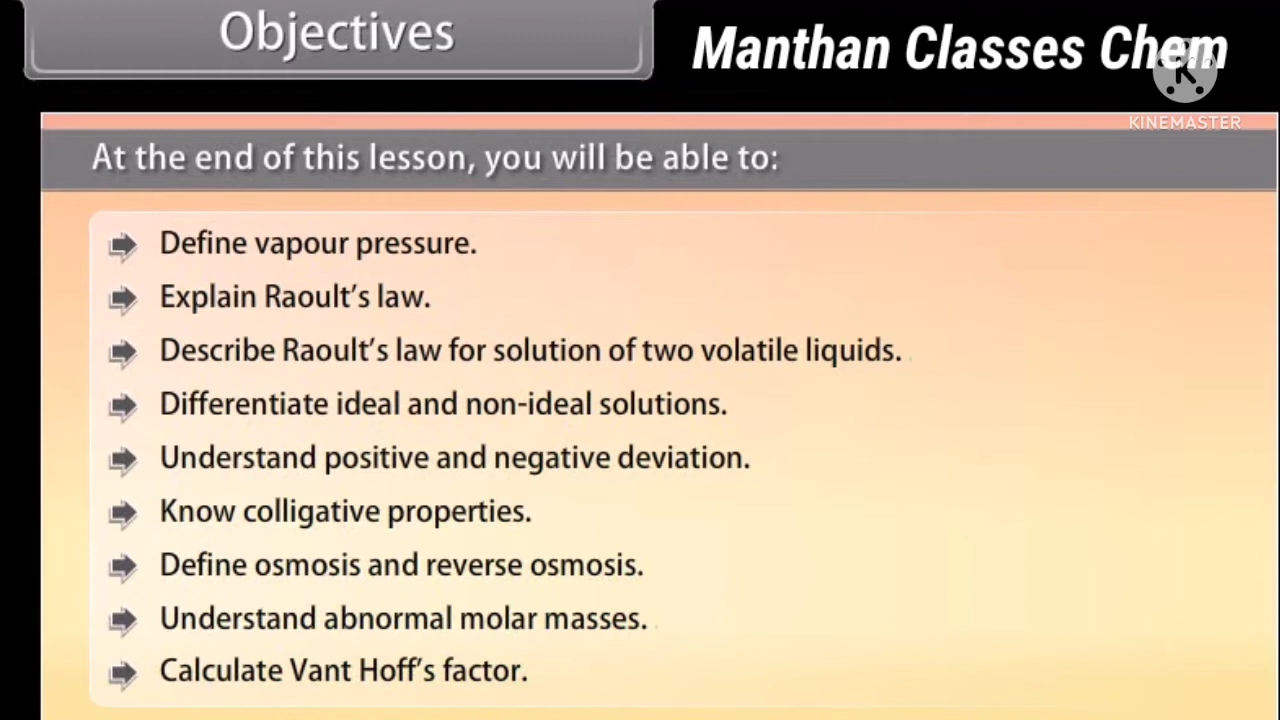 Objectives
Manthan Classes Chem
K
KINEMASTER
At the end of this lesson, you will be able to:
Define vapour pressure.
Explain Raoult's law.
Describe Raoult's law for solution of two volatile liquids.
Differentiate ideal and non-ideal solutions.
Understand positive and negative deviation.
Know colligative properties.
Define osmosis and reverse osmosis.
Understand abnormal molar masses.
Calculate Vant Hoff's factor.